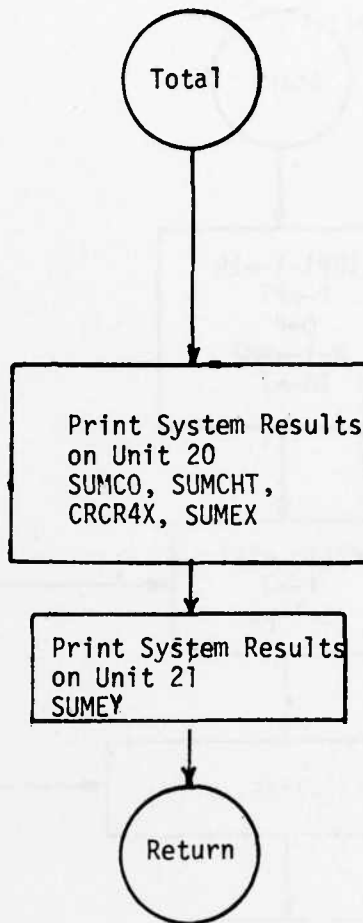 Total
Print System Results
on Unit 20
SUMCO, SUMCHT,
CRCR4X, SUMEX
Print System Results
on Unit 21
SUMEY
Return